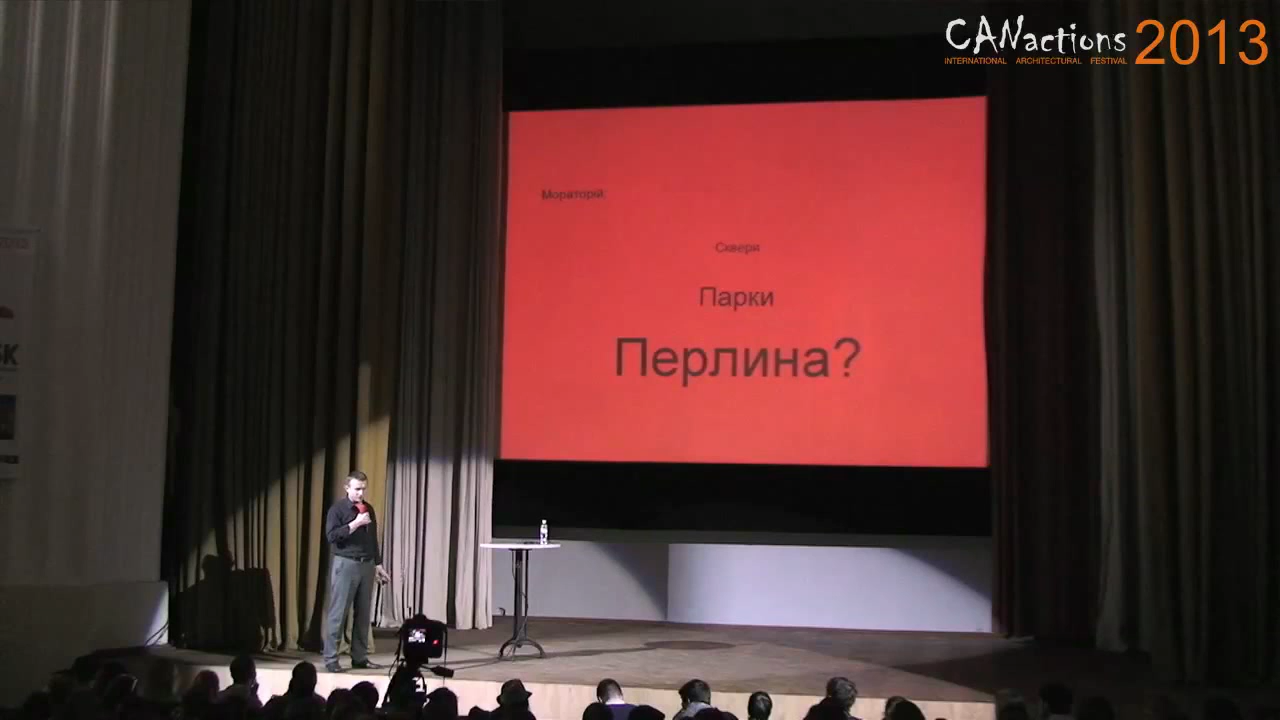 CANactions 2013
INTERNATIONAL ARCHITECTURAL FESTIVAL
Мораторій:
Сквери
Парки
Перлина?